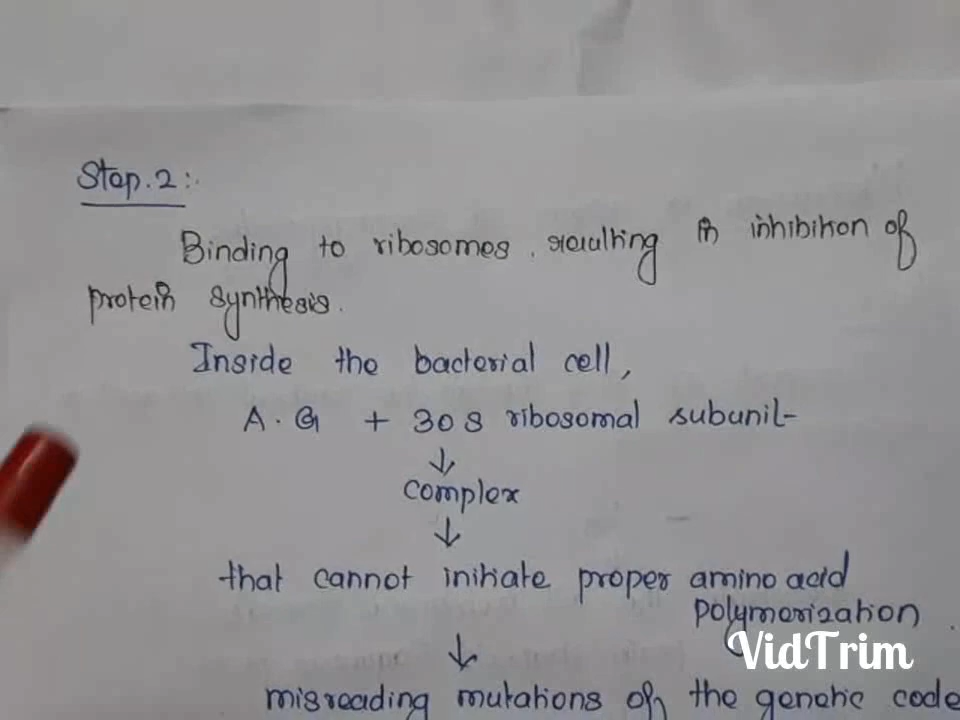 Step.2:-
Binding to ribosomes. resulting in inhibition of
protein synthesis.
Inside the bacterial cell,
A.G + 30S ribosomal subunit
↓
complex
↓
that cannot initiate proper amino acid
polymerization.
↓
misreading mutations of the genetic code
VidTrim